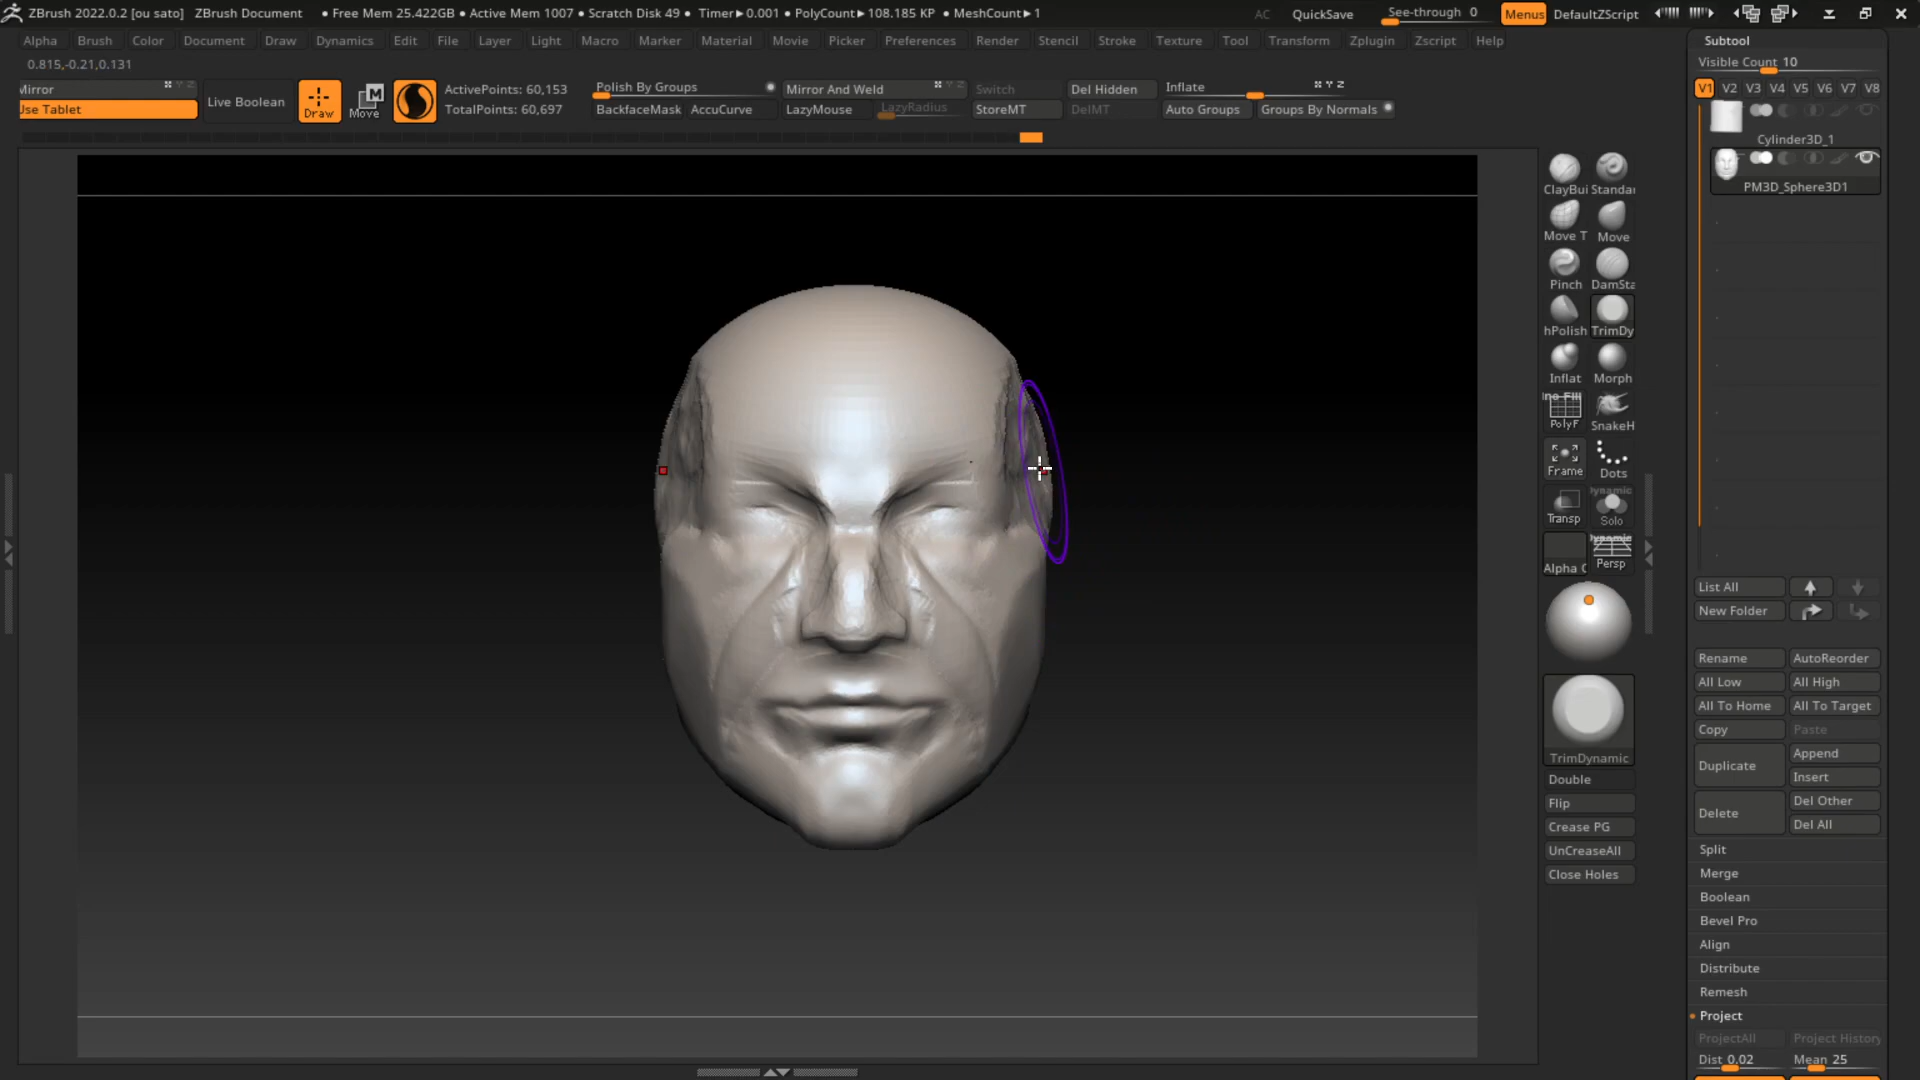 ZBrush 2022.0.2 [ou sato] ZBrush Document • Free Mem 25.422GB • Active Mem 1007 • Scratch Disk 49 • Timer▶0.001 • PolyCount▶108.185 KP • MeshCount▶1 AC QuickSave See-through 0 Menus DefaultZScript
Alpha Brush Color Document Draw Dynamics Edit File Layer Light Macro Marker Material Movie Picker Preferences Render Stencil Stroke Texture Tool Transform Zplugin Zscript Help
0.815,-0.21,0.131
Mirror Live Boolean Draw Move ActivePoints: 60,153 Polish By Groups Mirror And Weld Switch Del Hidden Inflate
Use Tablet TotalPoints: 60,697 BackfaceMask AccuCurve LazyMouse LazyRadius StoreMT DelMT Auto Groups Groups By Normals
ClayBui Standar
Move T Move
Pinch DamSta
hPolish TrimDy
Inflat Morph
PolyF SnakeH
Frame Dots
Dynamic
Transp Solo
Dynamic
Alpha O Persp
TrimDynamic
Double
Flip
Crease PG
UnCreaseAll
Close Holes
Subtool
Visible Count 10
V1 V2 V3 V4 V5 V6 V7 V8
Cylinder3D_1
PM3D_Sphere3D1
List All
New Folder
Rename AutoReorder
All Low All High
All To Home All To Target
Copy Paste
Duplicate Append
Insert
Delete Del Other
Del All
Split
Merge
Boolean
Bevel Pro
Align
Distribute
Remesh
Project
ProjectAll Project History
Dist 0.02 Mean 25